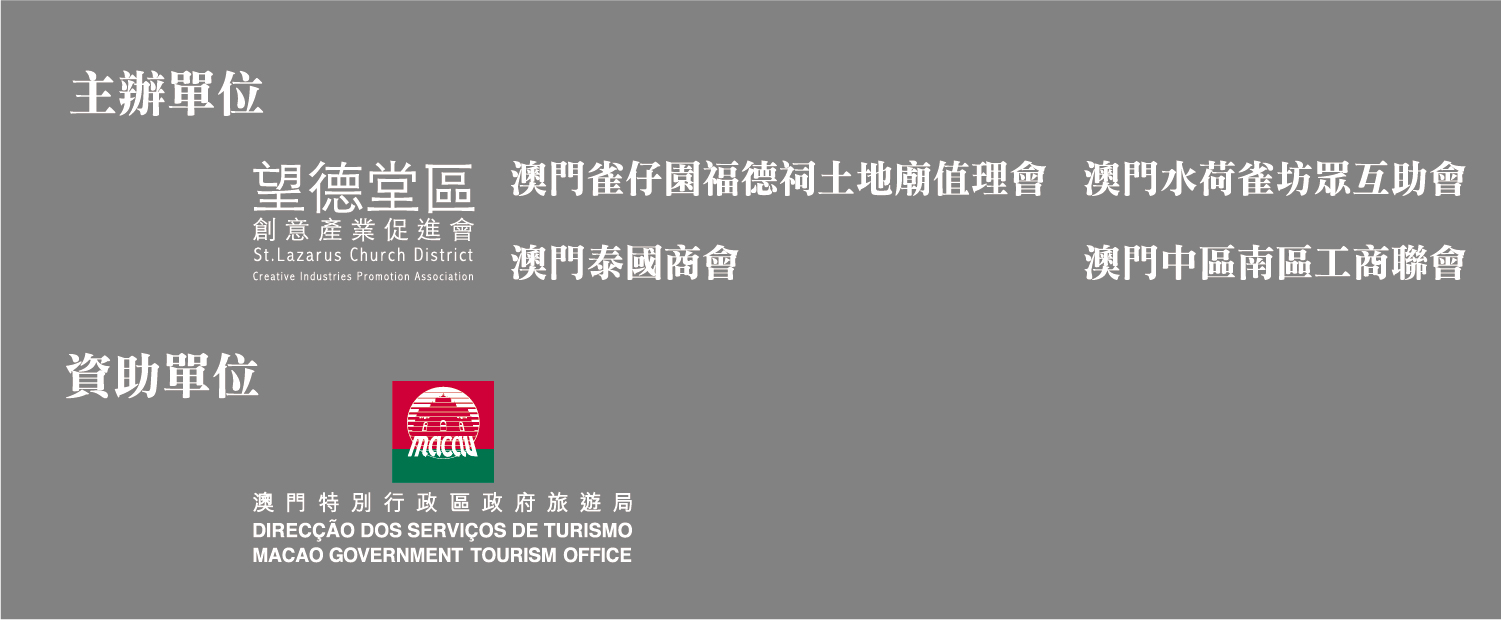 主辦單位
望德堂區
創意產業促進會
St.Lazarus Church District
Creative Industries Promotion Association
澳門雀仔園福德祠土地廟值理會
澳門水荷雀坊眾互助會
澳門泰國商會
澳門中區南區工商聯會
資助單位
macau
澳門特別行政區政府旅遊局
DIRECÇÃO DOS SERVIÇOS DE TURISMO
MACAO GOVERNMENT TOURISM OFFICE